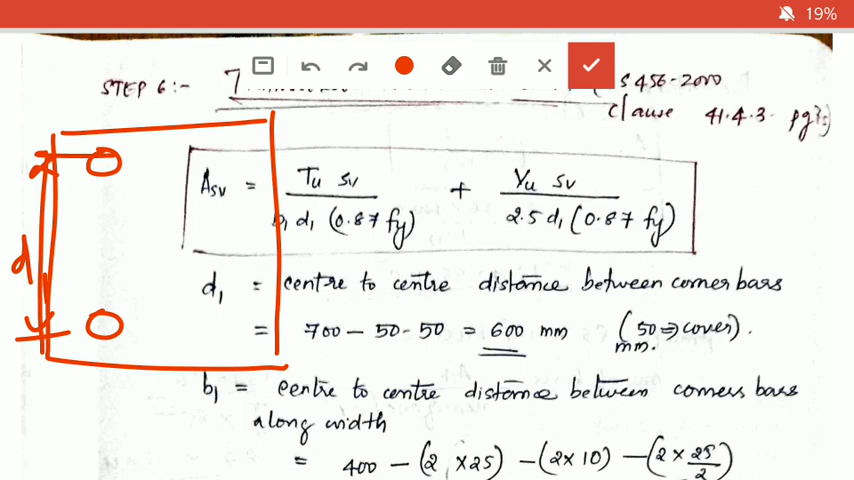 19%
STEP 6:-
S 456-2000
clause 41.4.3. pg 75)
Asv = Tu Sv / b1 d1 (0.87 fy) + Vu Sv / 2.5 d1 (0.87 fy)
d1 = centre to centre distance between corner bars
= 700 - 50 - 50 = 600 mm (50 ⇒ cover).
mm.
d
b1 = centre to centre distance between corners bars
along width
= 400 - (2 x25) - (2x 10) - (2 x 25/2)